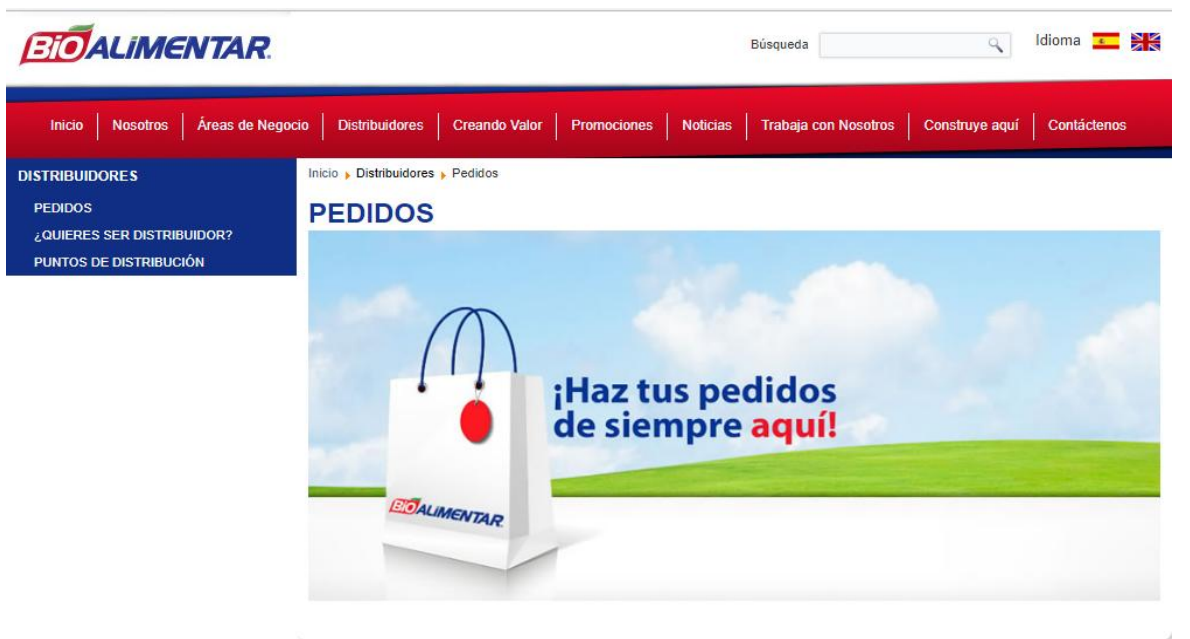 BiOALiMENTAR.
Búsqueda
Idioma
Inicio Nosotros Áreas de Negocio Distribuidores Creando Valor Promociones Noticias Trabaja con Nosotros Construye aquí Contáctenos
DISTRIBUIDORES
PEDIDOS
¿QUIERES SER DISTRIBUIDOR?
PUNTOS DE DISTRIBUCIÓN
Inicio Distribuidores Pedidos
PEDIDOS
¡Haz tus pedidos
de siempre aquí!
BiOALiMENTAR